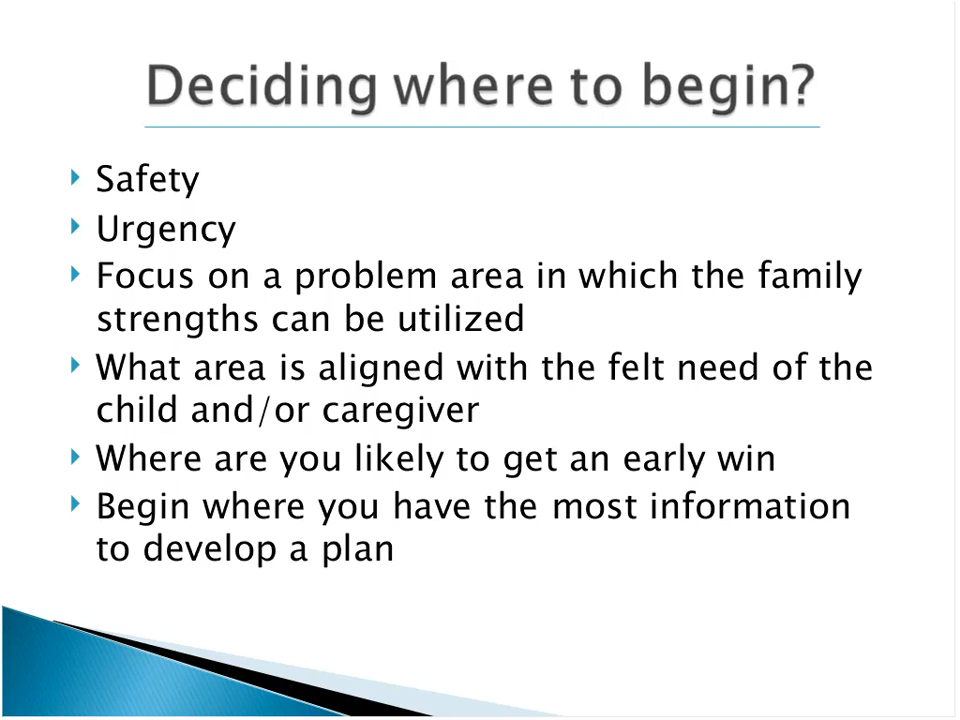 Deciding where to begin?
Safety
Urgency
Focus on a problem area in which the family
strengths can be utilized
What area is aligned with the felt need of the
child and/or caregiver
Where are you likely to get an early win
Begin where you have the most information
to develop a plan